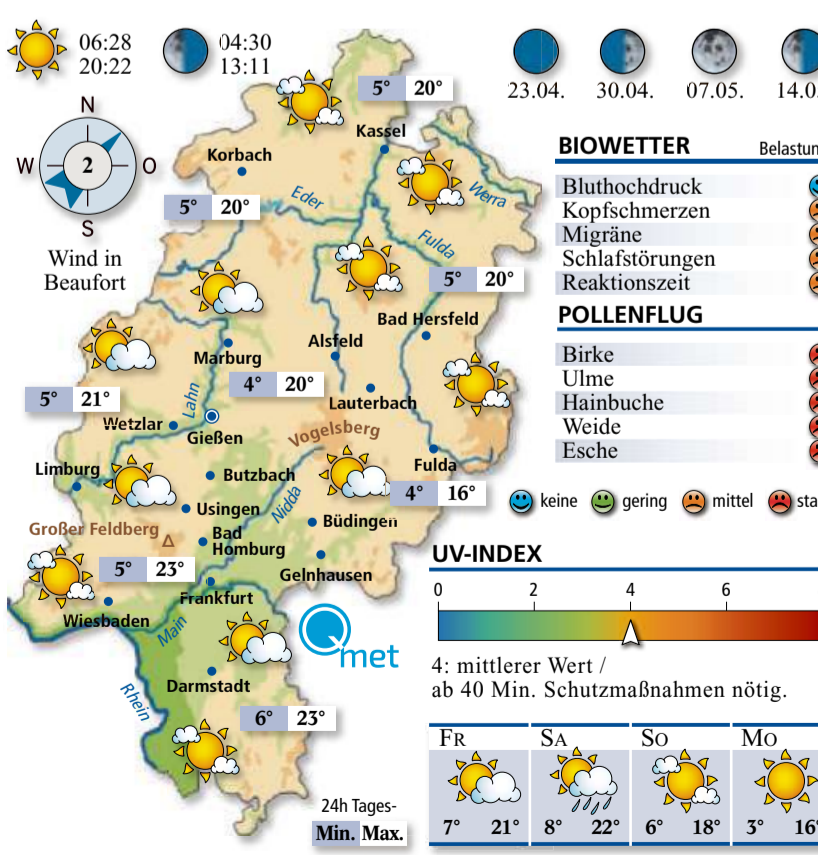 06:28
20:22
04:30
13:11
23.04.
30.04.
07.05.
N
W
2
O
S
Wind in
Beaufort
5° 20°
Kassel
Korbach
5° 20°
Eder
Werra
Fulda
5° 20°
Bad Hersfeld
Alsfeld
Marburg
4° 20°
Lauterbach
5° 21°
Lahn
Wetzlar
Gießen
Vogelsberg
Fulda
4° 16°
Limburg
Butzbach
Nidda
Usingen
Büdingen
Großer Feldberg
Bad
Homburg
5° 23°
Gelnhausen
Frankfurt
Wiesbaden
Main
Qmet
Rhein
Darmstadt
6° 23°
24h Tages-
Min. Max.
BIOWETTER
Bluthochdruck
Kopfschmerzen
Migräne
Schlafstörungen
Reaktionszeit
POLLENFLUG
Birke
Ulme
Hainbuche
Weide
Esche
keine gering mittel
UV-INDEX
0 2 4 6
4: mittlerer Wert /
ab 40 Min. Schutzmaßnahmen nötig.
FR SA SO MO
7° 21° 8° 22° 6° 18° 3° 16°